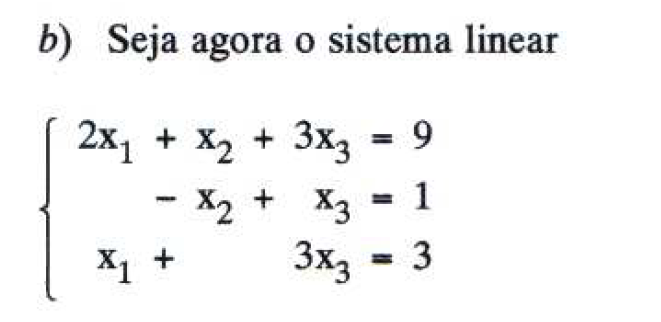 b) Seja agora o sistema linear
2x₁ + x₂ + 3x₃ = 9
- x₂ + x₃ = 1
x₁ + 3x₃ = 3